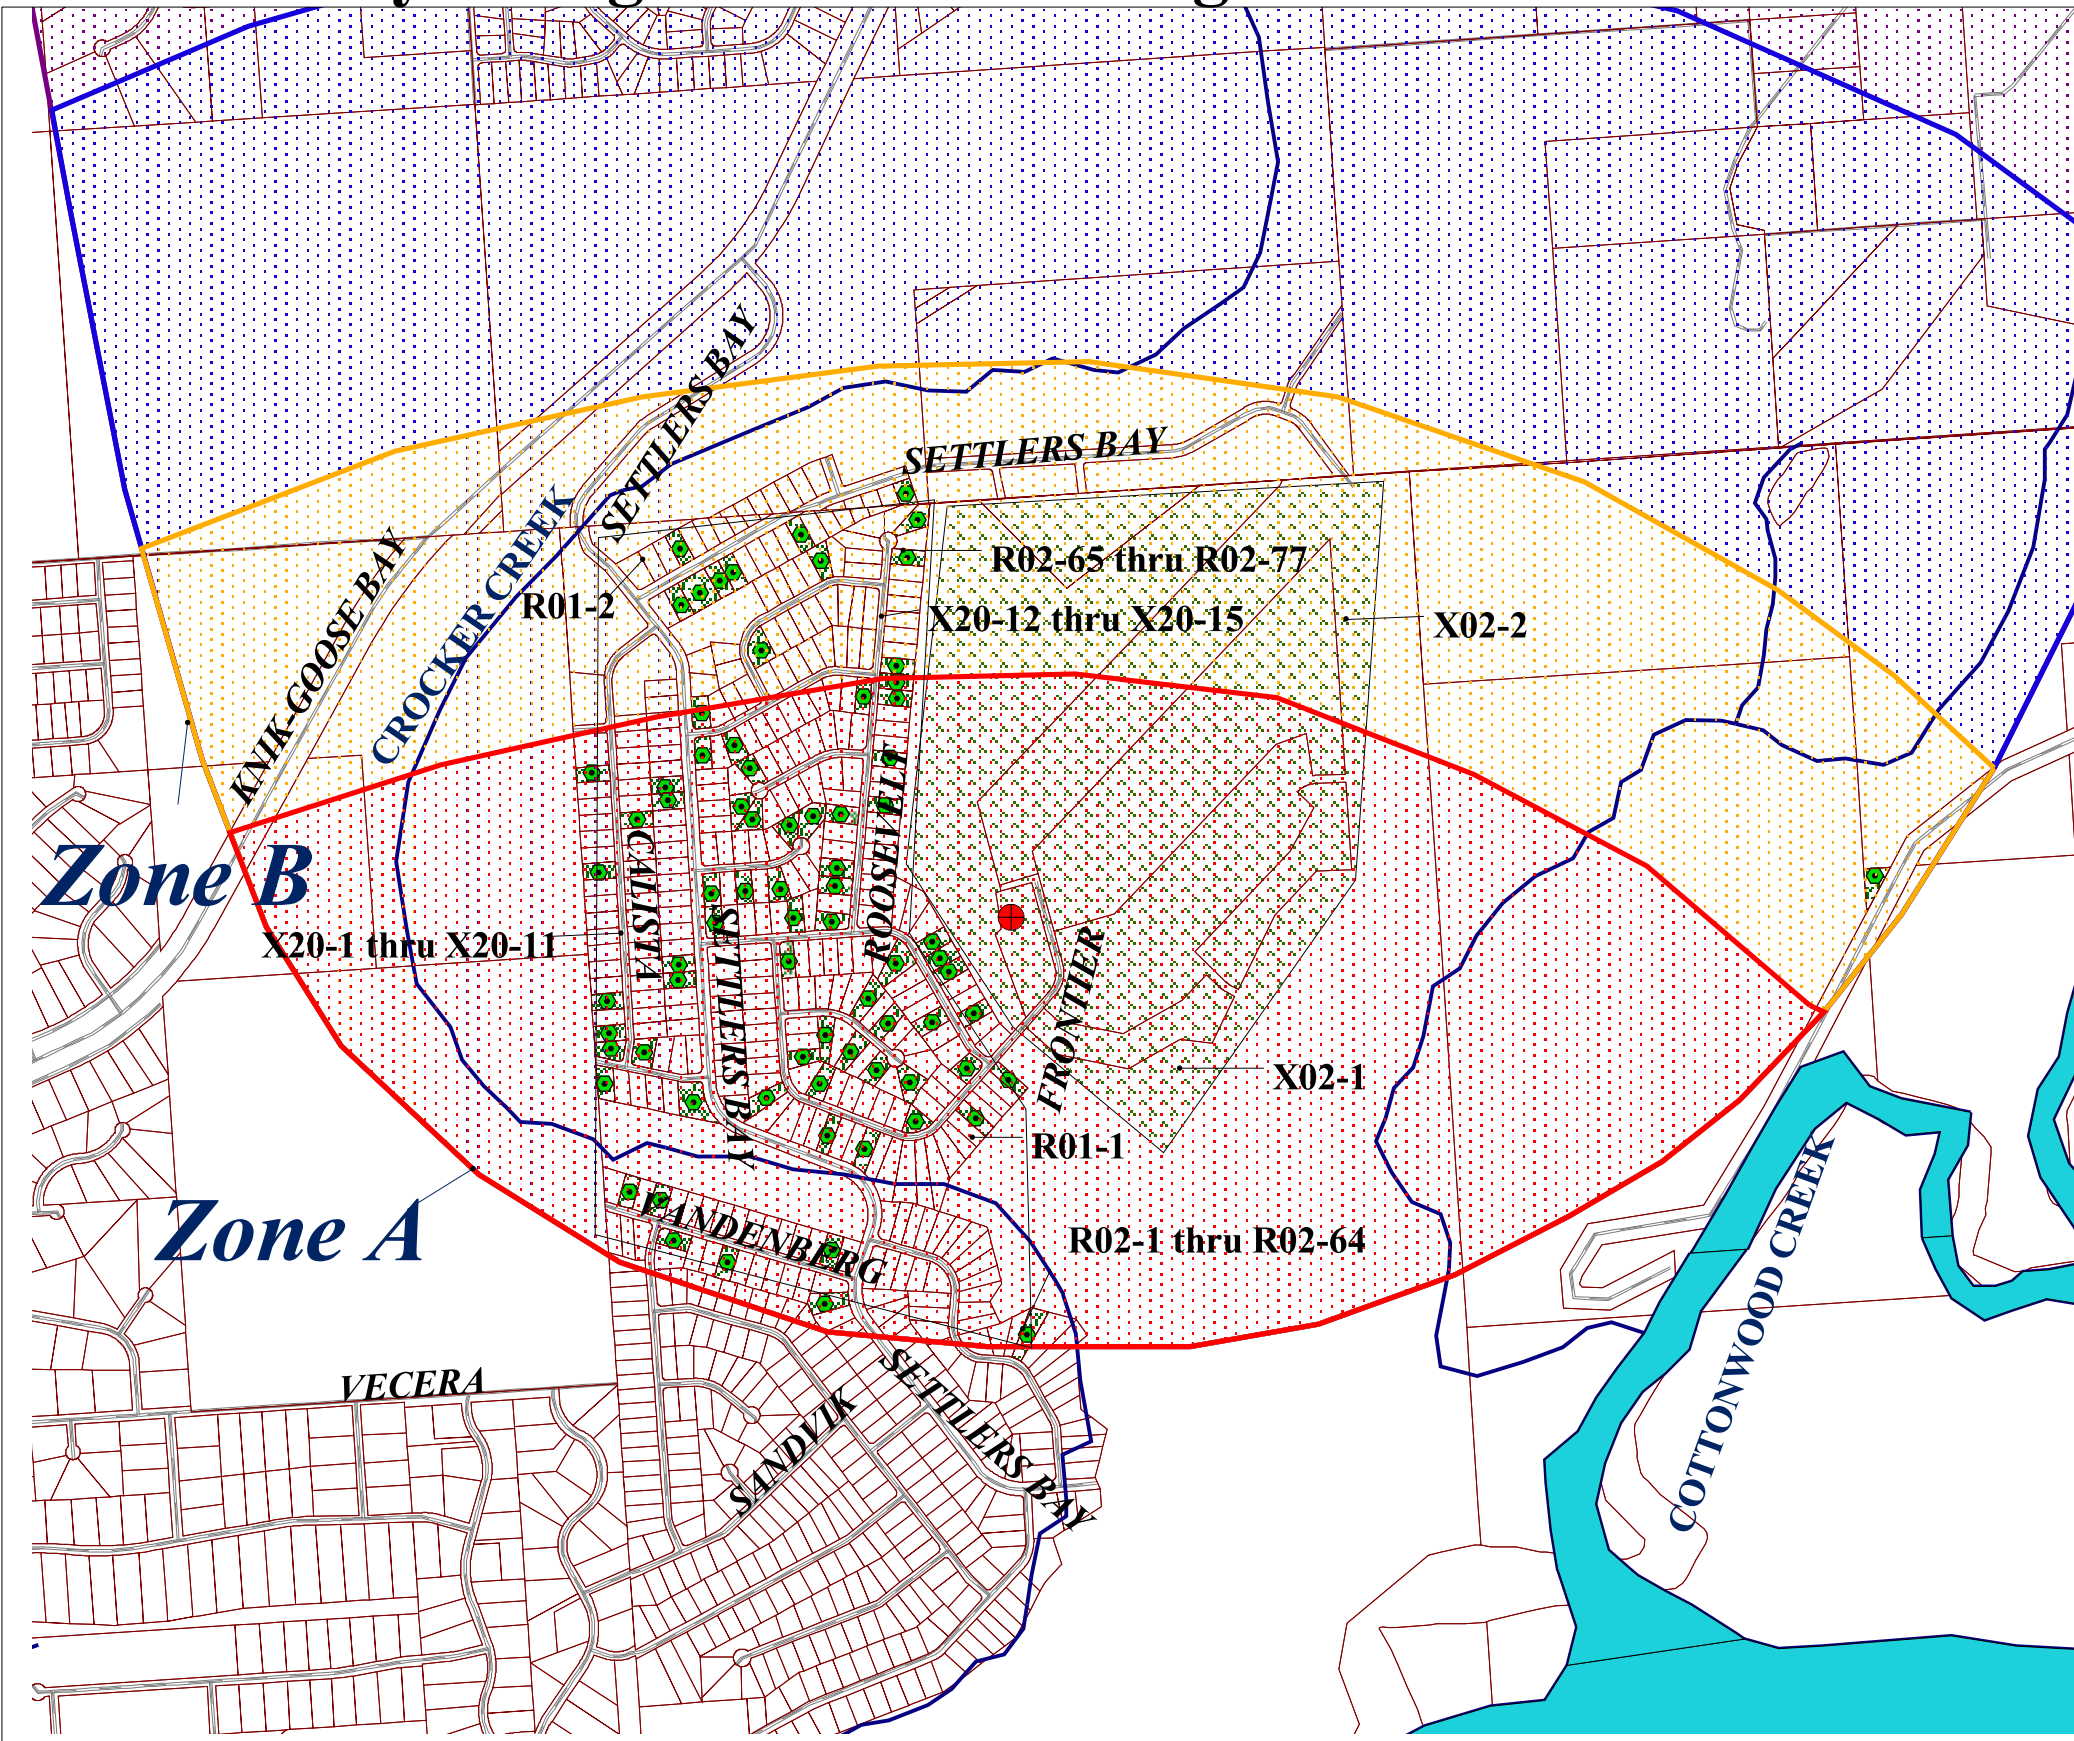 SETTLERS BAY
SETTLERS BAY
CROCKER CREEK
KNIK-GOOSE BAY
R02-65 thru R02-77
R01-2
X20-12 thru X20-15
X02-2
ROOSEVELT
CALISTA
Zone B
X20-1 thru X20-11
SETTLERS BAY
FRONTIER
X02-1
R01-1
Zone A
VANDENBERG
R02-1 thru R02-64
COTTONWOOD CREEK
VECERA
SANDVIK
SETTLERS BAY